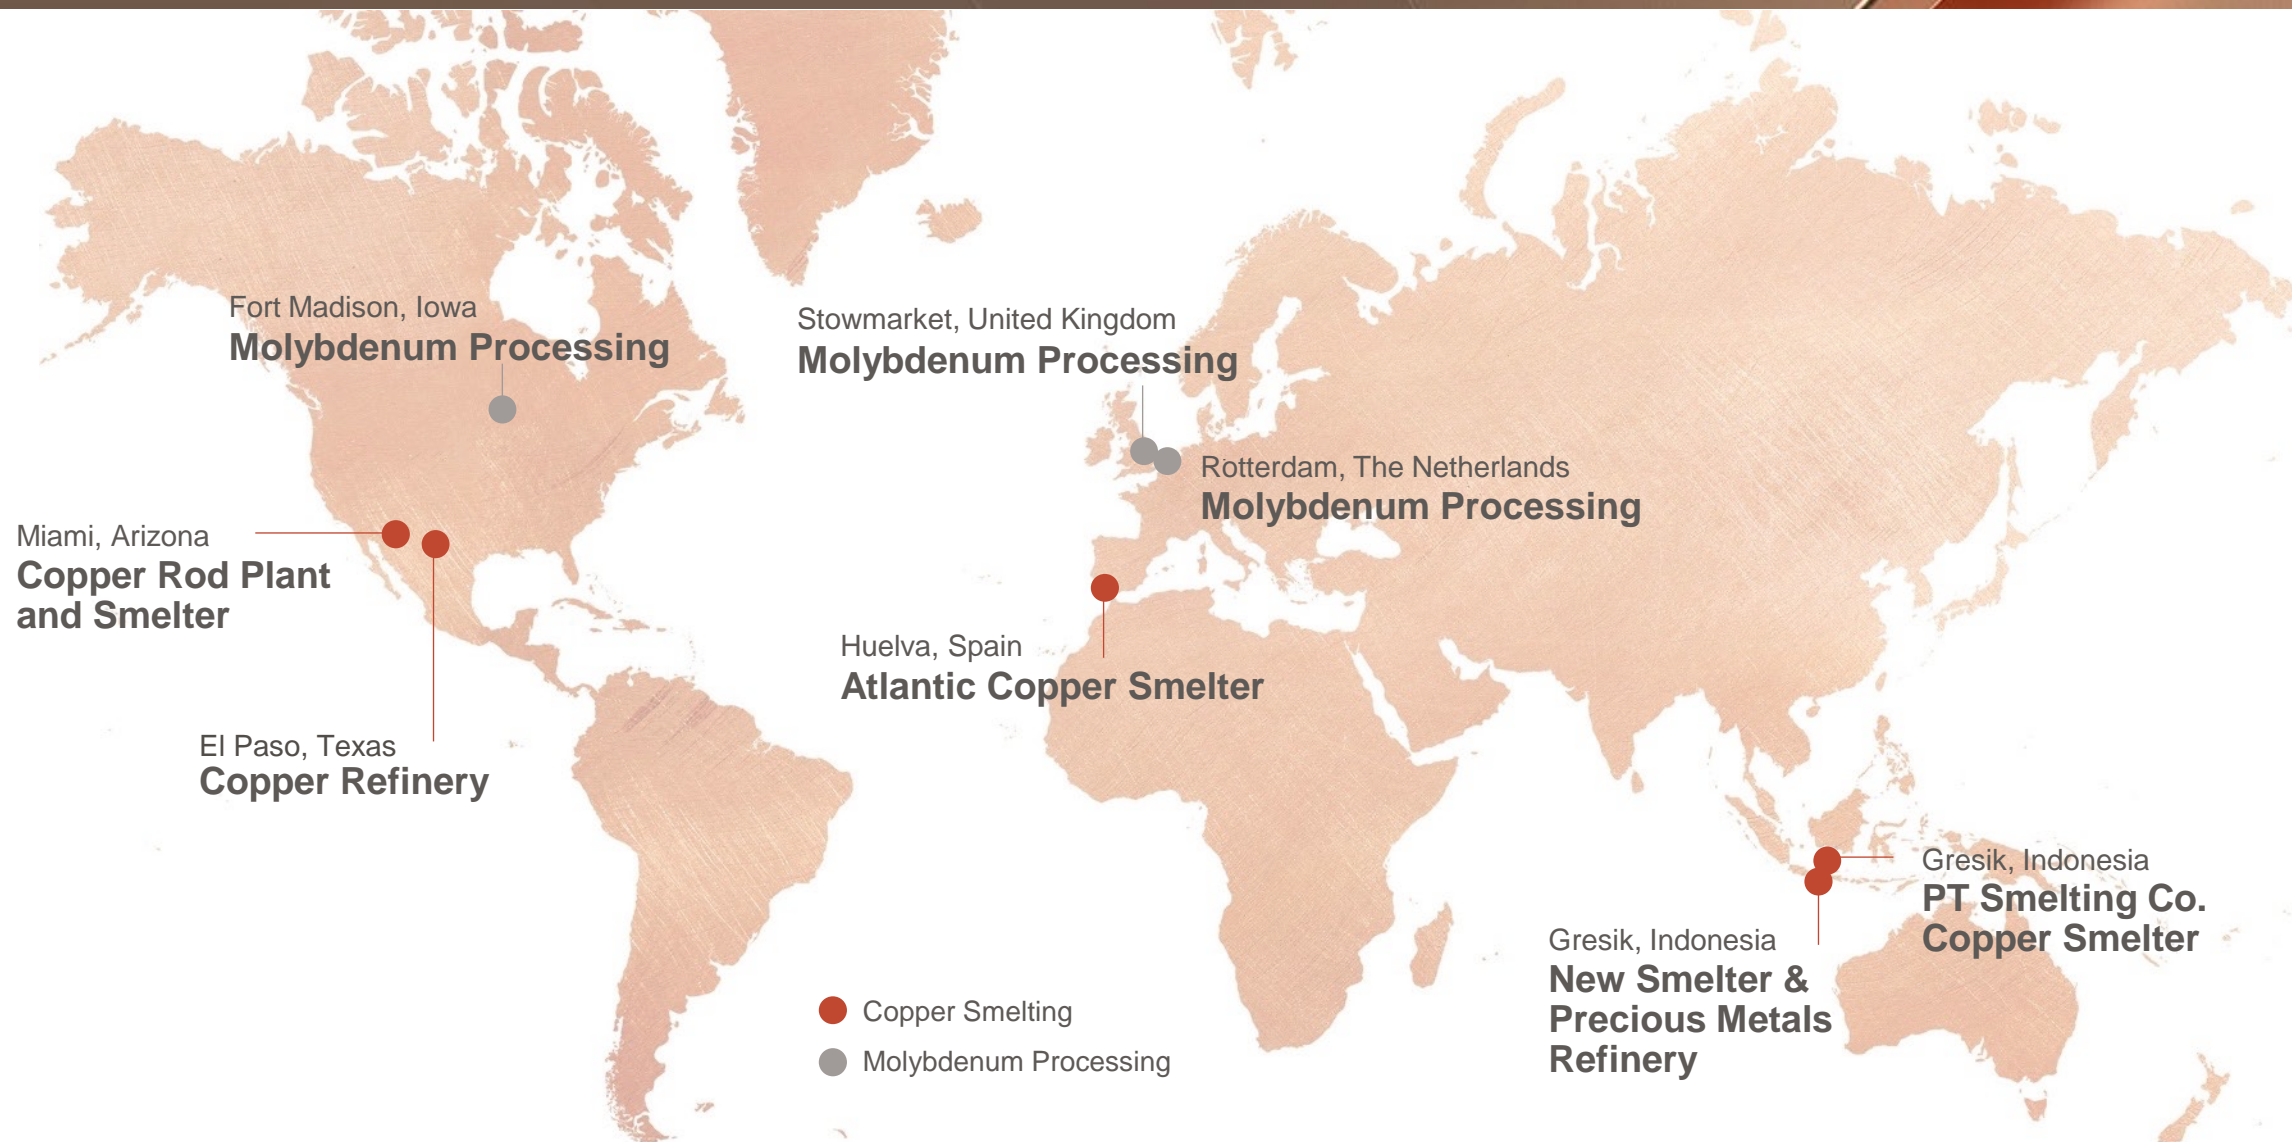 Fort Madison, Iowa
Molybdenum Processing
Stowmarket, United Kingdom
Molybdenum Processing
Rotterdam, The Netherlands
Molybdenum Processing
Miami, Arizona
Copper Rod Plant
and Smelter
Huelva, Spain
Atlantic Copper Smelter
El Paso, Texas
Copper Refinery
Gresik, Indonesia
PT Smelting Co.
Copper Smelter
Gresik, Indonesia
New Smelter &
Precious Metals
Refinery
Copper Smelting
Molybdenum Processing